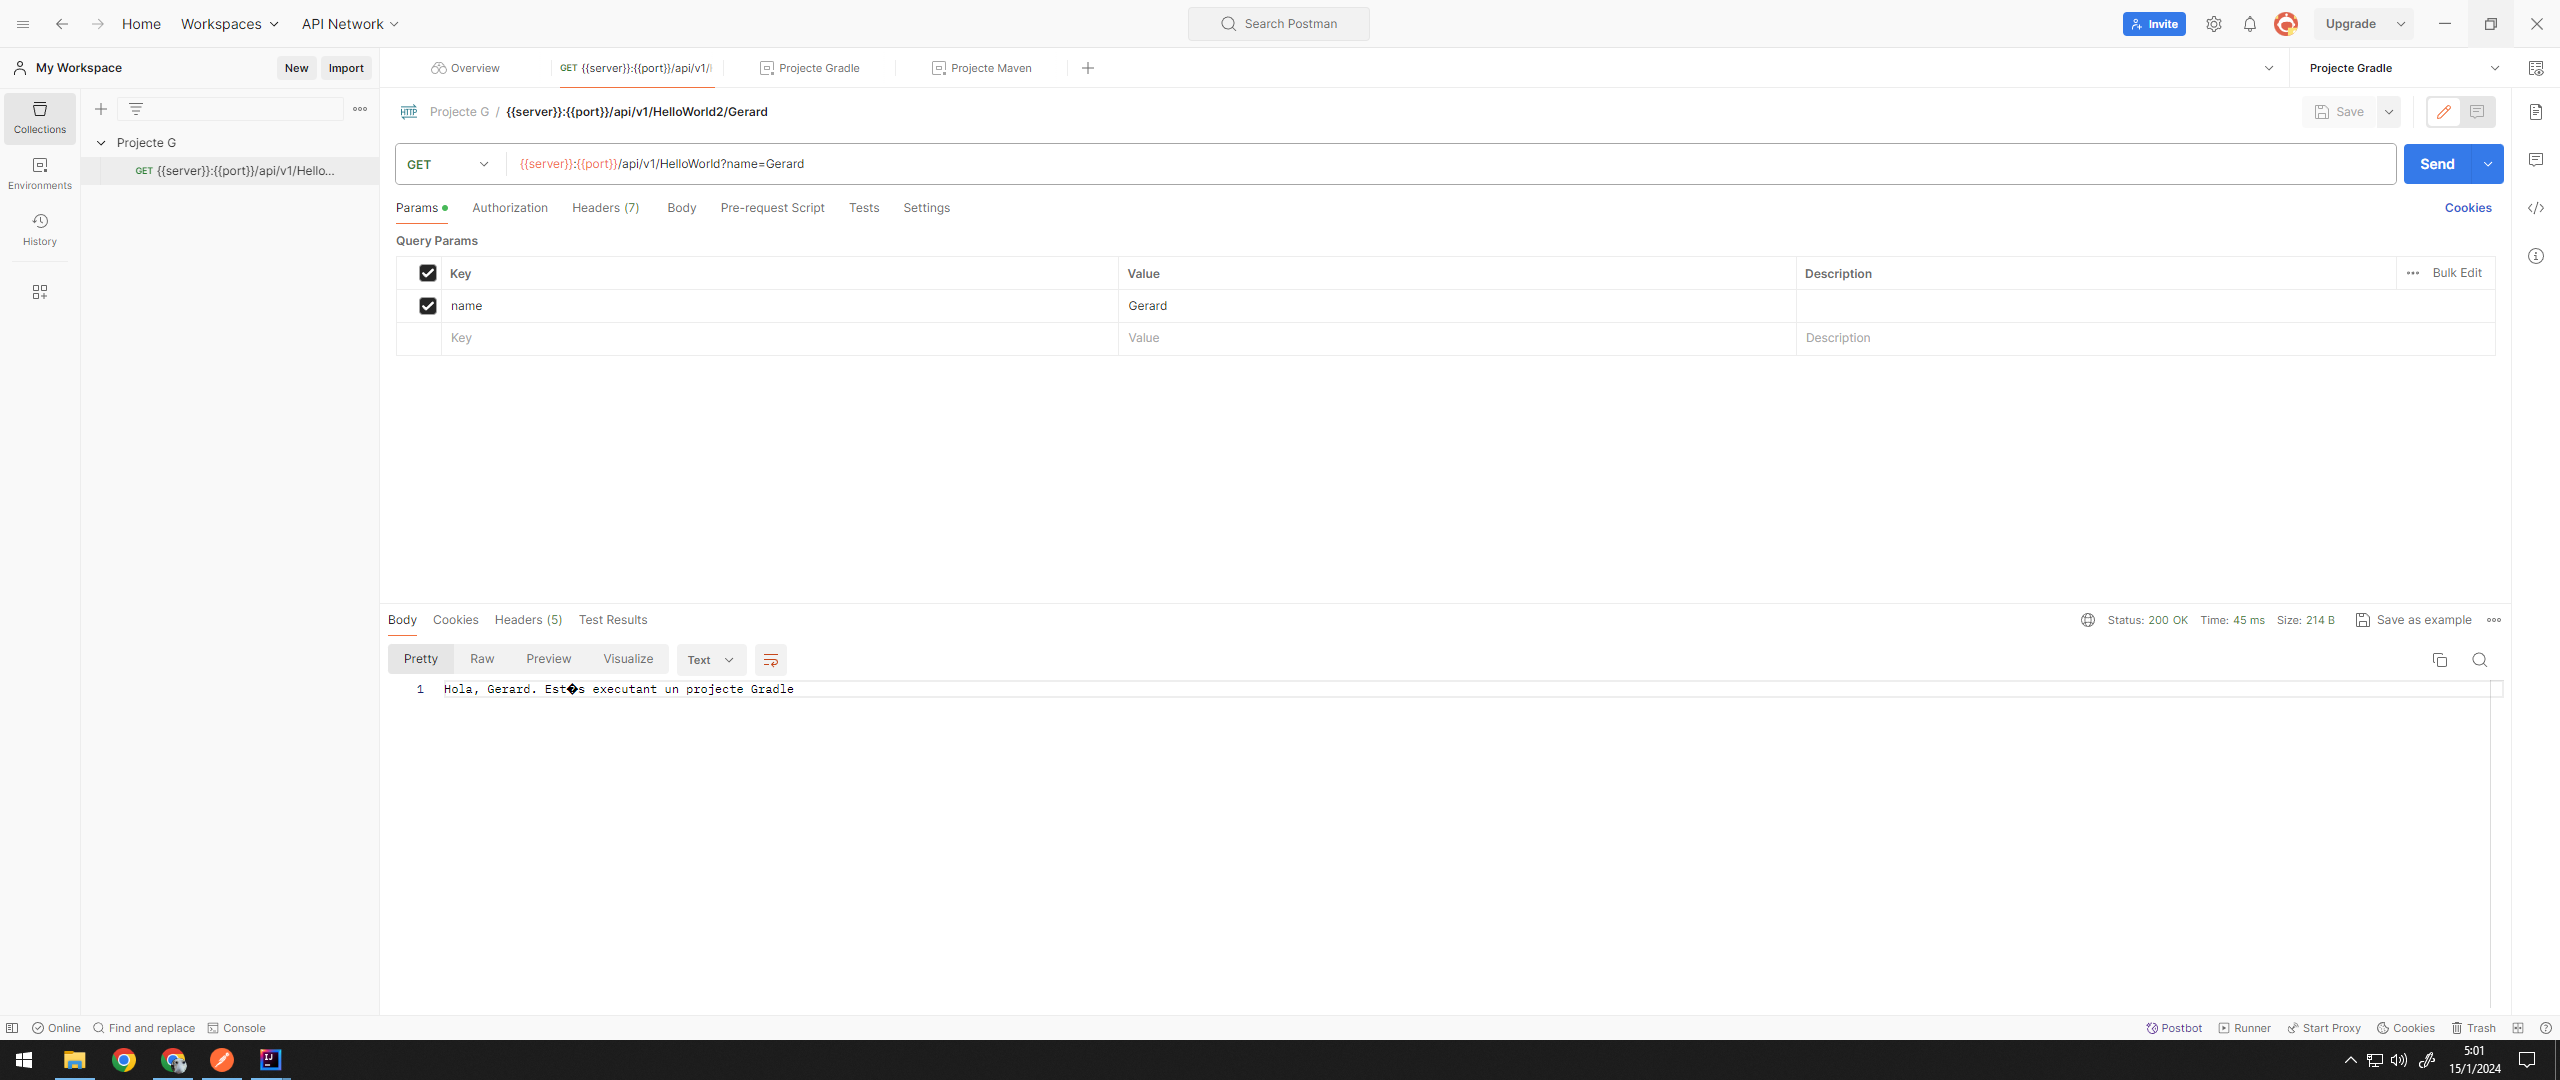 Home
Workspaces
API Network
Search Postman
Invite
Upgrade
My Workspace
New
Import
Overview
GET {{server}}:{{port}}/api/v1/
Projecte Gradle
Projecte Maven
Projecte Gradle
Collections
Environments
History
Projecte G
GET {{server}}:{{port}}/api/v1/Hello...
HTTP
Projecte G / {{server}}:{{port}}/api/v1/HelloWorld2/Gerard
Save
GET
{{server}}:{{port}}/api/v1/HelloWorld?name=Gerard
Send
Params
Authorization
Headers (7)
Body
Pre-request Script
Tests
Settings
Cookies
Query Params
Key
Value
Description
Bulk Edit
name
Gerard
Key
Value
Description
Body
Cookies
Headers (5)
Test Results
Status: 200 OK
Time: 45 ms
Size: 214 B
Save as example
Pretty
Raw
Preview
Visualize
Text
1
Hola, Gerard. Est�s executant un projecte Gradle
Online
Find and replace
Console
Postbot
Runner
Start Proxy
Cookies
Trash
IJ
5:01
15/1/2024